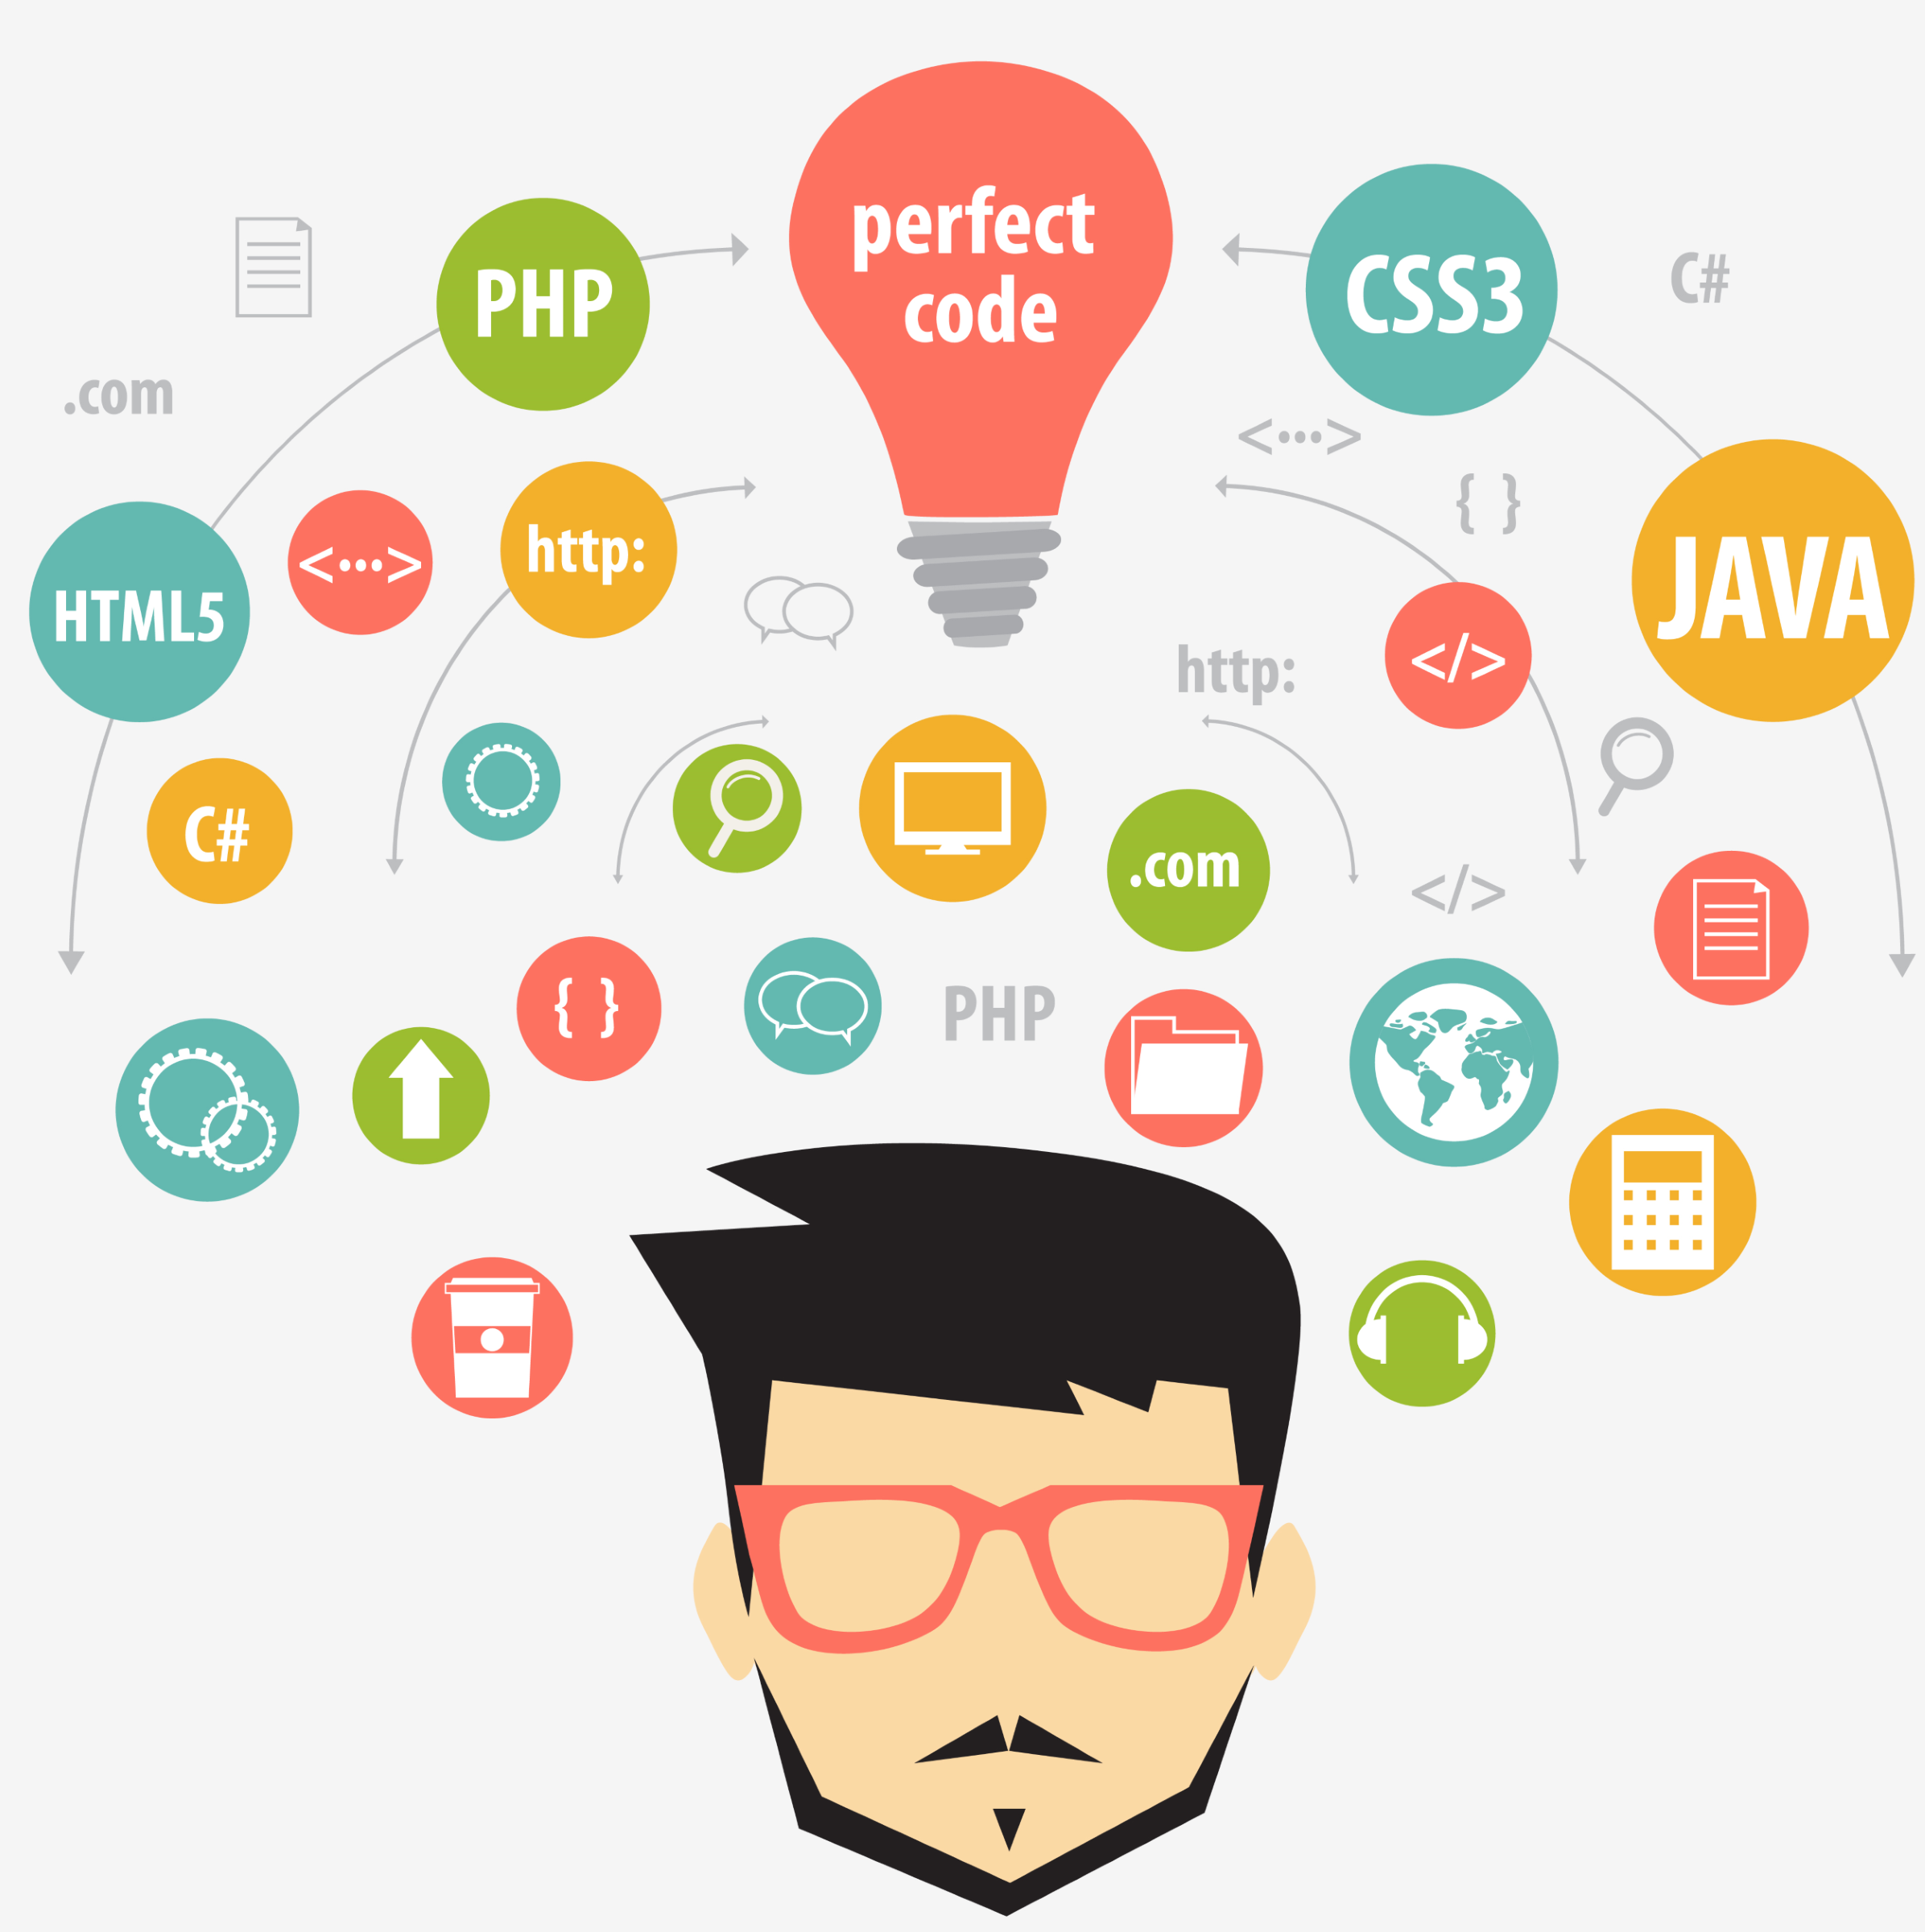 perfect
code
PHP
CSS3
C#
.com
<...>
{ }
HTML5
<...>
http:
JAVA
</>
http:
C#
.com
</>
{ }
PHP